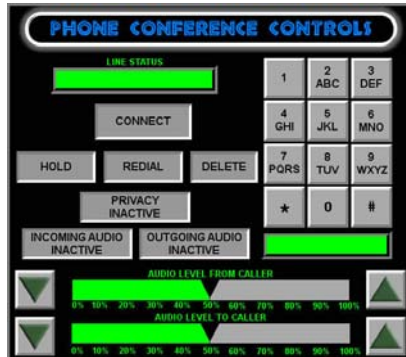 PHONE CONFERENCE CONTROLS
LINE STATUS
CONNECT
HOLD REDIAL DELETE
PRIVACY
INACTIVE
INCOMING AUDIO
INACTIVE
OUTGOING AUDIO
INACTIVE
1
2
ABC
3
DEF
4
GHI
5
JKL
6
MNO
7
PQRS
8
TUV
9
WXYZ
*
0
#
AUDIO LEVEL FROM CALLER
0% 10% 20% 30% 40% 50% 60% 70% 80% 90% 100%
AUDIO LEVEL TO CALLER
0% 10% 20% 30% 40% 50% 60% 70% 80% 90% 100%